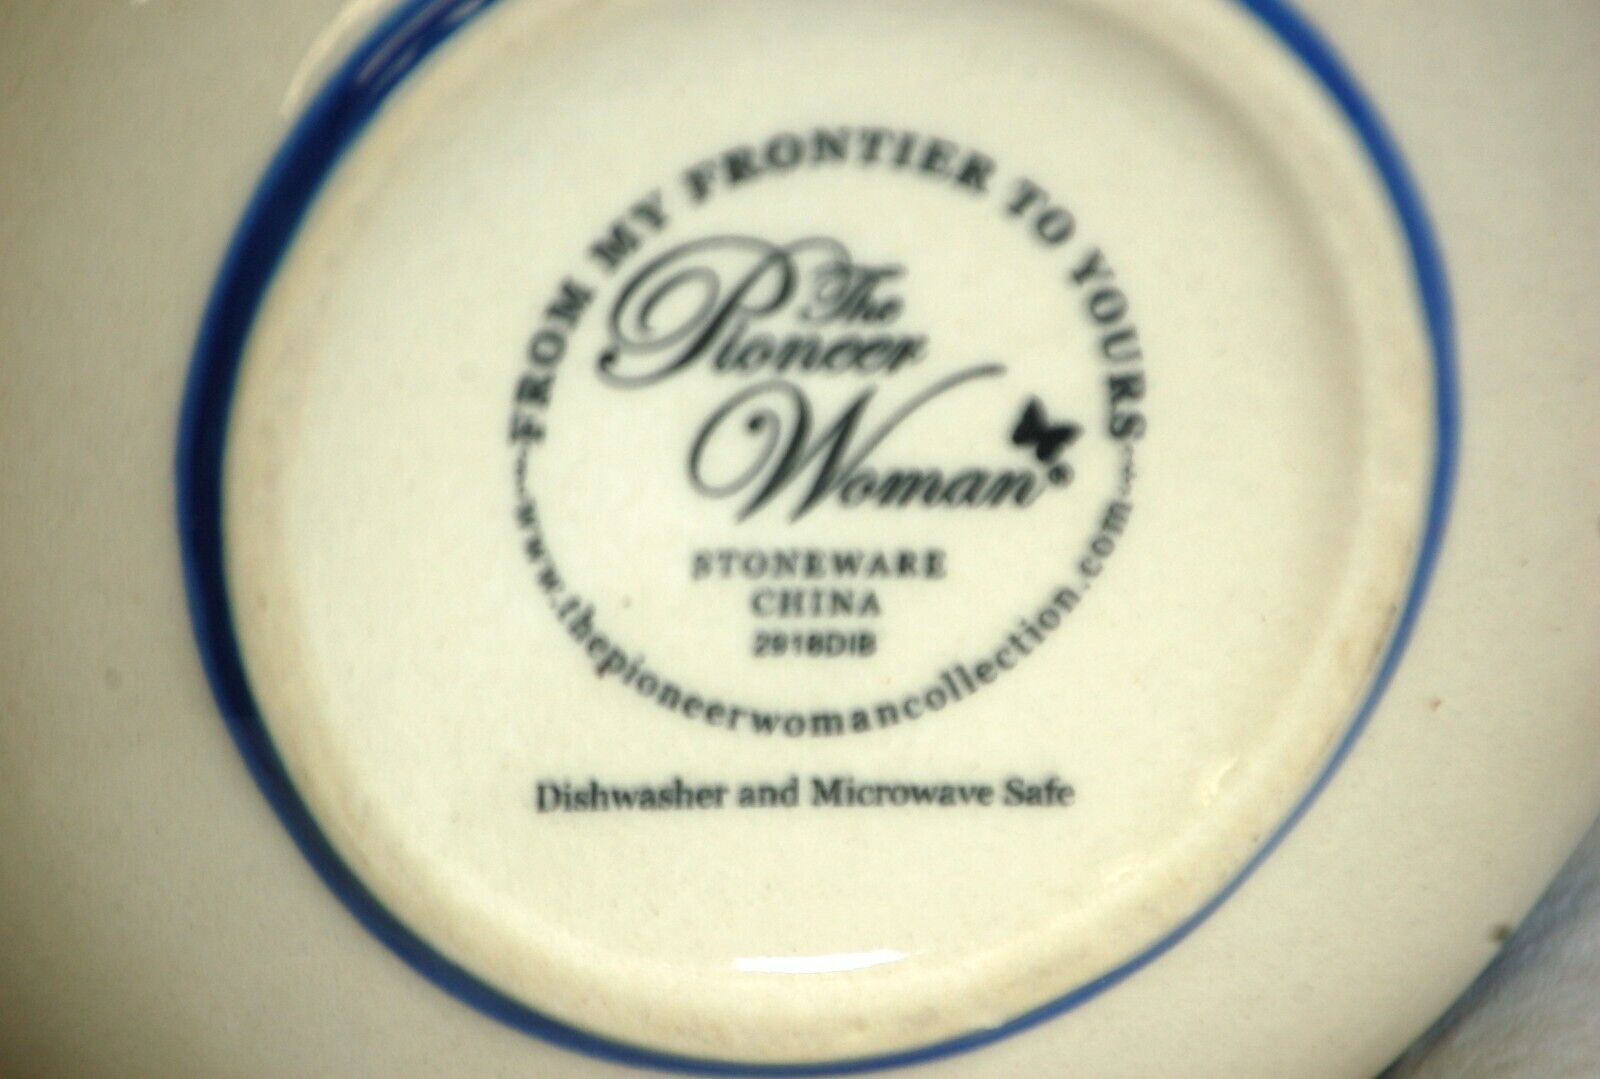 FROM MY FRONTIER TO YOURS
The
Pioneer
Woman®
STONEWARE
CHINA
2918DIB
www.thepioneerwomancollection.com
Dishwasher and Microwave Safe